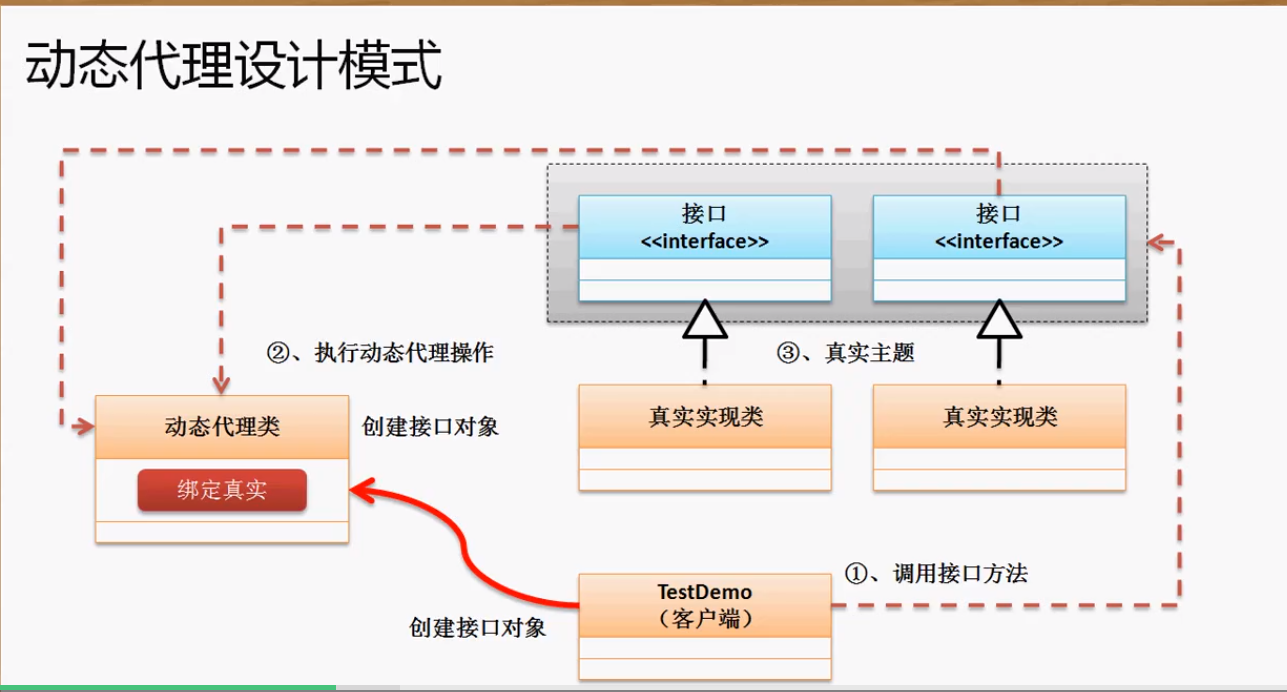 动态代理设计模式
接口
<<interface>>
接口
<<interface>>
②、执行动态代理操作
③、真实主题
动态代理类
创建接口对象
绑定真实
真实实现类
真实实现类
①、调用接口方法
TestDemo
（客户端）
创建接口对象